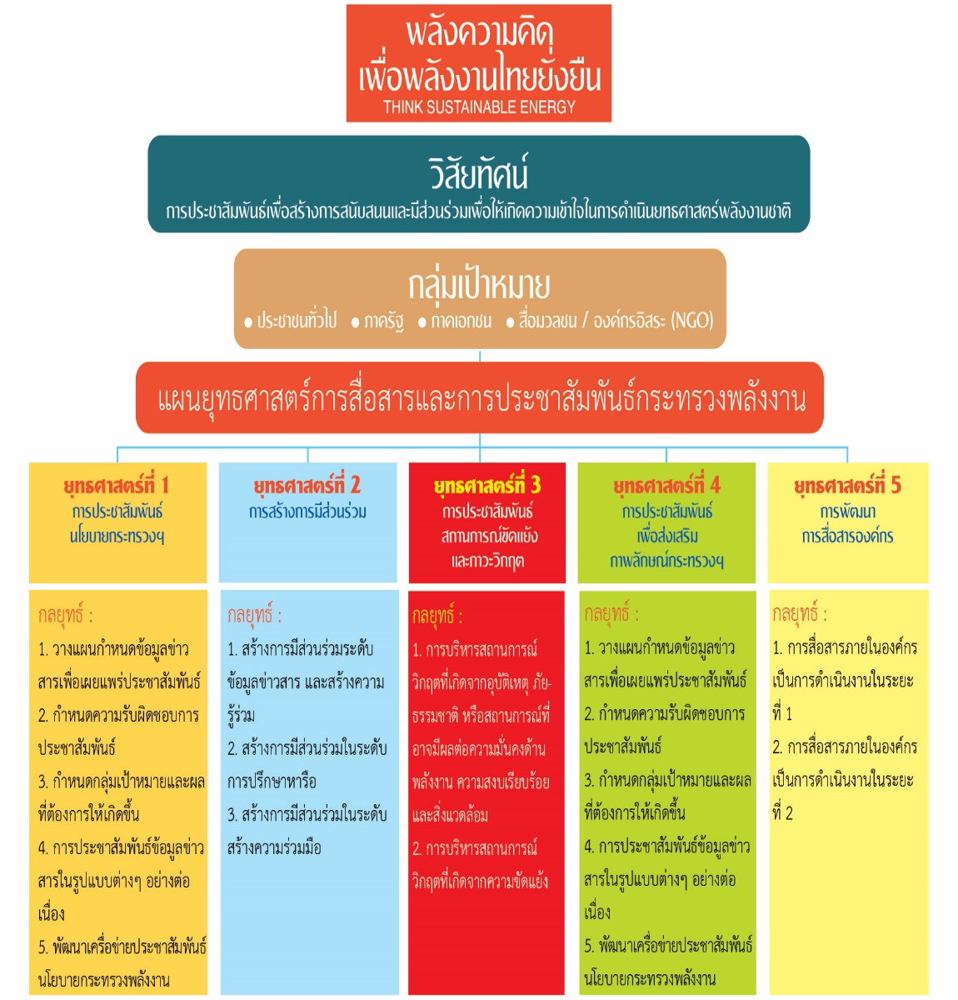 พลังความคิด
เพื่อพลังงานไทยยั่งยืน
THINK SUSTAINABLE ENERGY
วิสัยทัศน์
การประชาสัมพันธ์เพื่อสร้างการสนับสนนและมีส่วนร่วมเพื่อให้เกิดความเข้าใจในการดำเนินยทธศาสตร์พลังงานชาติ
กลุ่มเป้าหมาย
● ประชาชนทั่วไป ● ภาครัฐ ● ภาคเอกชน ● สื่อมวลชน / องค์กรอิสระ (NGO)
แผนยุทธศาสตร์การสื่อสารและการประชาสัมพันธ์กระทรวงพลังงาน
ยุทธศาสตร์ที่ 1
การประชาสัมพันธ์
นโยบายกระทรวงฯ
กลยุทธ์ :
1. วางแผนกำหนดข้อมูลข่าว
สารเพื่อเผยแพร่ประชาสัมพันธ์
2. กำหนดความรับผิดชอบการ
ประชาสัมพันธ์
3. กำหนดกลุ่มเป้าหมายและผล
ที่ต้องการให้เกิดขึ้น
4. การประชาสัมพันธ์ข้อมูลข่าว
สารในรูปแบบต่างๆ อย่างต่อ
เนื่อง
5. พัฒนาเครื่อข่ายประชาสัมพันธ์
นโยบายกระทรวงพลังงาน
ยุทธศาสตร์ที่ 2
การสร้างการมีส่วนร่วม
กลยุทธ์ :
1. สร้างการมีส่วนร่วมระดับ
ข้อมูลข่าวสาร และสร้างความ
รู้ร่วม
2. สร้างการมีส่วนร่วมในระดับ
การปรึกษาหารือ
3. สร้างการมีส่วนร่วมในระดับ
สร้างความร่วมมือ
ยุทธศาสตร์ที่ 3
การประชาสัมพันธ์
สถานการณ์ขัดแย้ง
และภาวะวิกฤต
กลยุทธ์ :
1. การบริหารสถานการณ์
วิกฤตที่เกิดจากอุบัติเหตุ ภัย-
ธรรมชาติ หรือสถานการณ์ที่
อาจมีผลต่อความมั่นคงด้าน
พลังงาน ความสงบเรียบร้อย
และสิ่งแวดล้อม
2. การบริหารสถานการณ์
วิกฤตที่เกิดจากความขัดแย้ง
ยุทธศาสตร์ที่ 4
การประชาสัมพันธ์
เพื่อส่งเสริม
ภาพลักษณ์กระทรวงฯ
กลยุทธ์ :
1. วางแผนกำหนดข้อมูลข่าว
สารเพื่อเผยแพร่ประชาสัมพันธ์
2. กำหนดความรับผิดชอบการ
ประชาสัมพันธ์
3. กำหนดกลุ่มเป้าหมายและผล
ที่ต้องการให้เกิดขึ้น
4. การประชาสัมพันธ์ข้อมูลข่าว
สารในรูปแบบต่างๆ อย่างต่อ
เนื่อง
5. พัฒนาเครื่อข่ายประชาสัมพันธ์
นโยบายกระทรวงพลังงาน
ยุทธศาสตร์ที่ 5
การพัฒนา
การสื่อสารองค์กร
กลยุทธ์ :
1. การสื่อสารภายในองค์กร
เป็นการดำเนินงานในระยะ
ที่ 1
2. การสื่อสารภายในองค์กร
เป็นการดำเนินงานในระยะ
ที่ 2